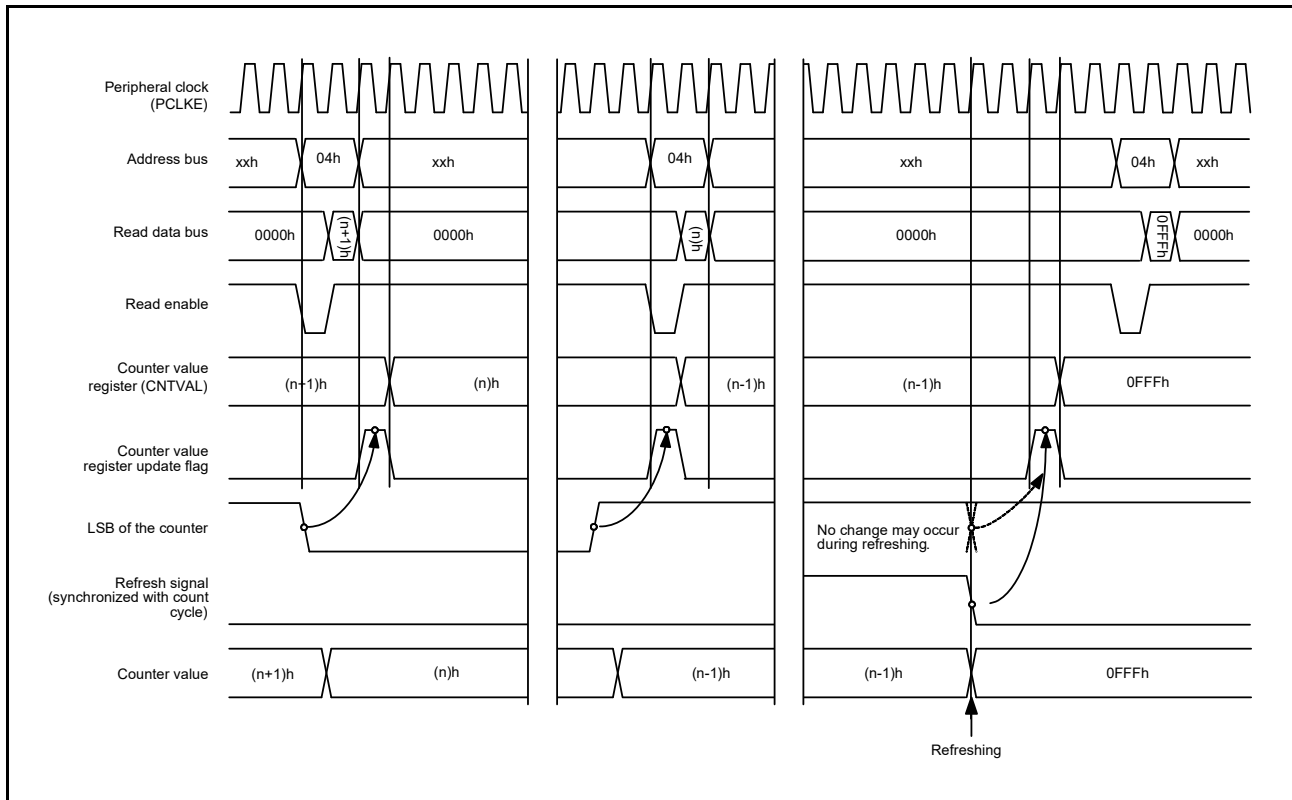 Peripheral clock
(PCLKE)
Address bus
xxh
04h
xxh
04h
xxh
04h
xxh
Read data bus
0000h
(n+1)h
0000h
(n)h
0000h
0FFFh
0000h
Read enable
Counter value
register (CNTVAL)
(n+1)h
(n)h
(n-1)h
(n-1)h
0FFFh
Counter value
register update flag
LSB of the counter
No change may occur
during refreshing.
Refresh signal
(synchronized with count
cycle)
Counter value
(n+1)h
(n)h
(n-1)h
(n-1)h
0FFFh
Refreshing